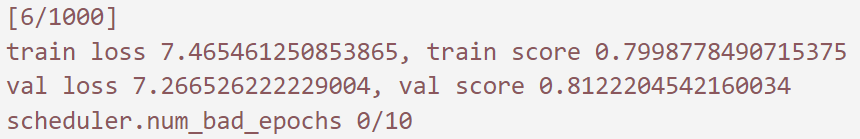 [6/1000]
train loss 7.465461250853865, train score 0.7998778490715375
val loss 7.266526222229004, val score 0.8122204542160034
scheduler.num_bad_epochs 0/10